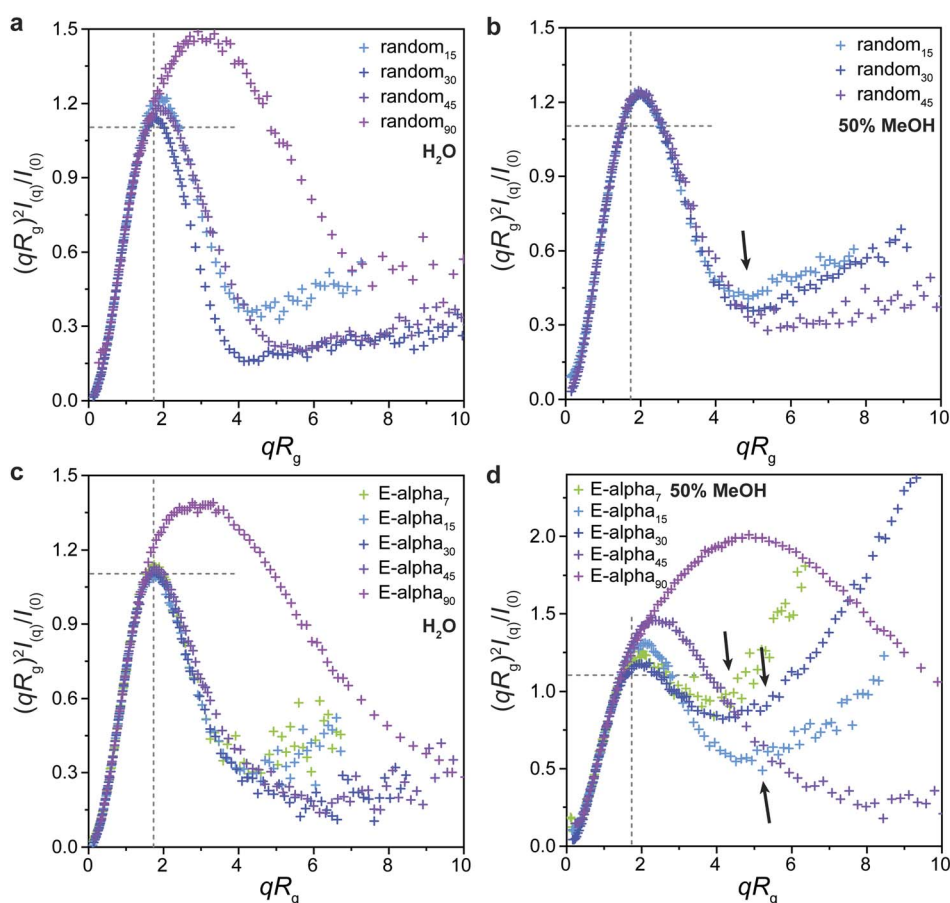 a
1.5
1.2
0.9
0.6
0.3
0.0
(qRg)²I(q)/I(0)
0 2 4 6 8 10
qRg
random₁₅
random₃₀
random₄₅
random₉₀
H₂O
b
1.5
1.2
0.9
0.6
0.3
0.0
(qRg)²I(q)/I(0)
0 2 4 6 8 10
qRg
random₁₅
random₃₀
random₄₅
50% MeOH
c
1.5
1.2
0.9
0.6
0.3
0.0
(qRg)²I(q)/I(0)
0 2 4 6 8 10
qRg
E-alpha₇
E-alpha₁₅
E-alpha₃₀
E-alpha₄₅
E-alpha₉₀
H₂O
d
2.0
1.5
1.0
0.5
0.0
(qRg)²I(q)/I(0)
0 2 4 6 8 10
qRg
E-alpha₇ 50% MeOH
E-alpha₁₅
E-alpha₃₀
E-alpha₄₅
E-alpha₉₀